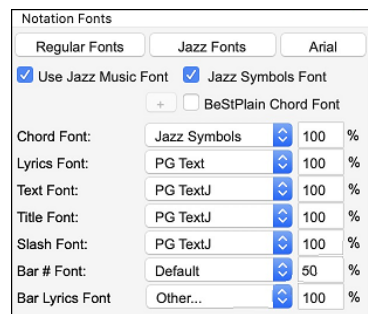 Notation Fonts
Regular Fonts Jazz Fonts Arial
Use Jazz Music Font Jazz Symbols Font
+ BeStPlain Chord Font
Chord Font: Jazz Symbols 100 %
Lyrics Font: PG Text 100 %
Text Font: PG TextJ 100 %
Title Font: PG TextJ 100 %
Slash Font: PG TextJ 100 %
Bar # Font: Default 50 %
Bar Lyrics Font Other... 100 %